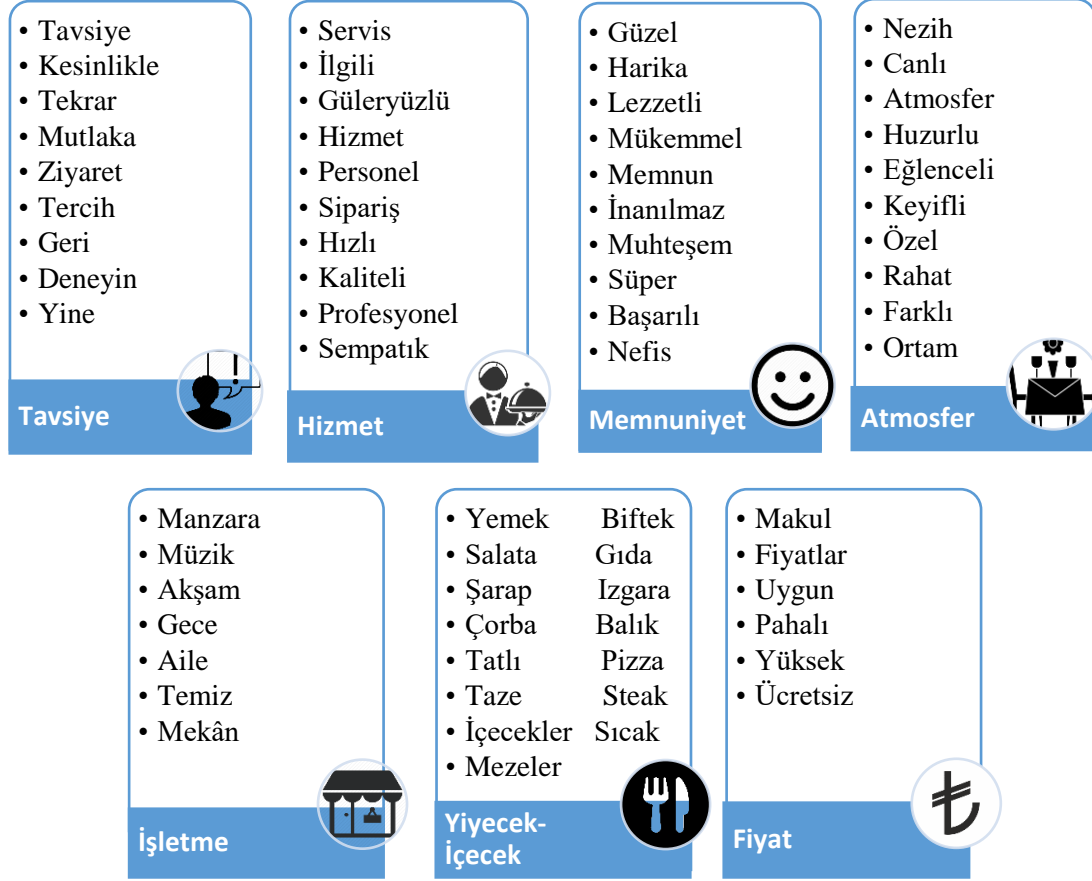 • Tavsiye
• Kesinlikle
• Tekrar
• Mutlaka
• Ziyaret
• Tercih
• Geri
• Deneyin
• Yine
Tavsiye
• Servis
• İlgili
• Güleryüzlü
• Hizmet
• Personel
• Sipariş
• Hızlı
• Kaliteli
• Profesyonel
• Sempatık
Hizmet
• Güzel
• Harika
• Lezzetli
• Mükemmel
• Memnun
• İnanılmaz
• Muhteşem
• Süper
• Başarılı
• Nefis
Memnuniyet
• Nezih
• Canlı
• Atmosfer
• Huzurlu
• Eğlenceli
• Keyifli
• Özel
• Rahat
• Farklı
• Ortam
Atmosfer
• Manzara
• Müzik
• Akşam
• Gece
• Aile
• Temiz
• Mekân
İşletme
• Yemek Biftek
• Salata Gıda
• Şarap Izgara
• Çorba Balık
• Tatlı Pizza
• Taze Steak
• İçecekler Sıcak
• Mezeler
Yiyecek-
İçecek
• Makul
• Fiyatlar
• Uygun
• Pahalı
• Yüksek
• Ücretsiz
Fiyat